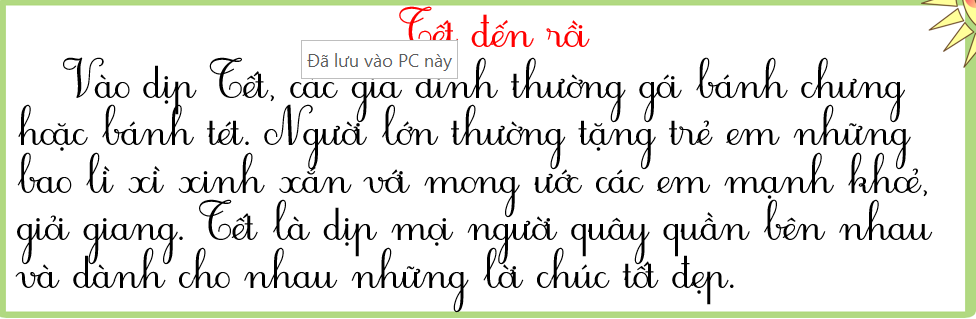 Tết đến rồi
Đã lưu vào PC này
Vào dịp Tết, các gia đình thường gói bánh chưng
hoặc bánh tét. Người lớn thường tặng trẻ em những
bao lì xì xinh xắn với mong ước các em mạnh khoẻ,
giỏi giang. Tết là dịp mọi người quây quần bên nhau
và dành cho nhau những lời chúc tốt đẹp.